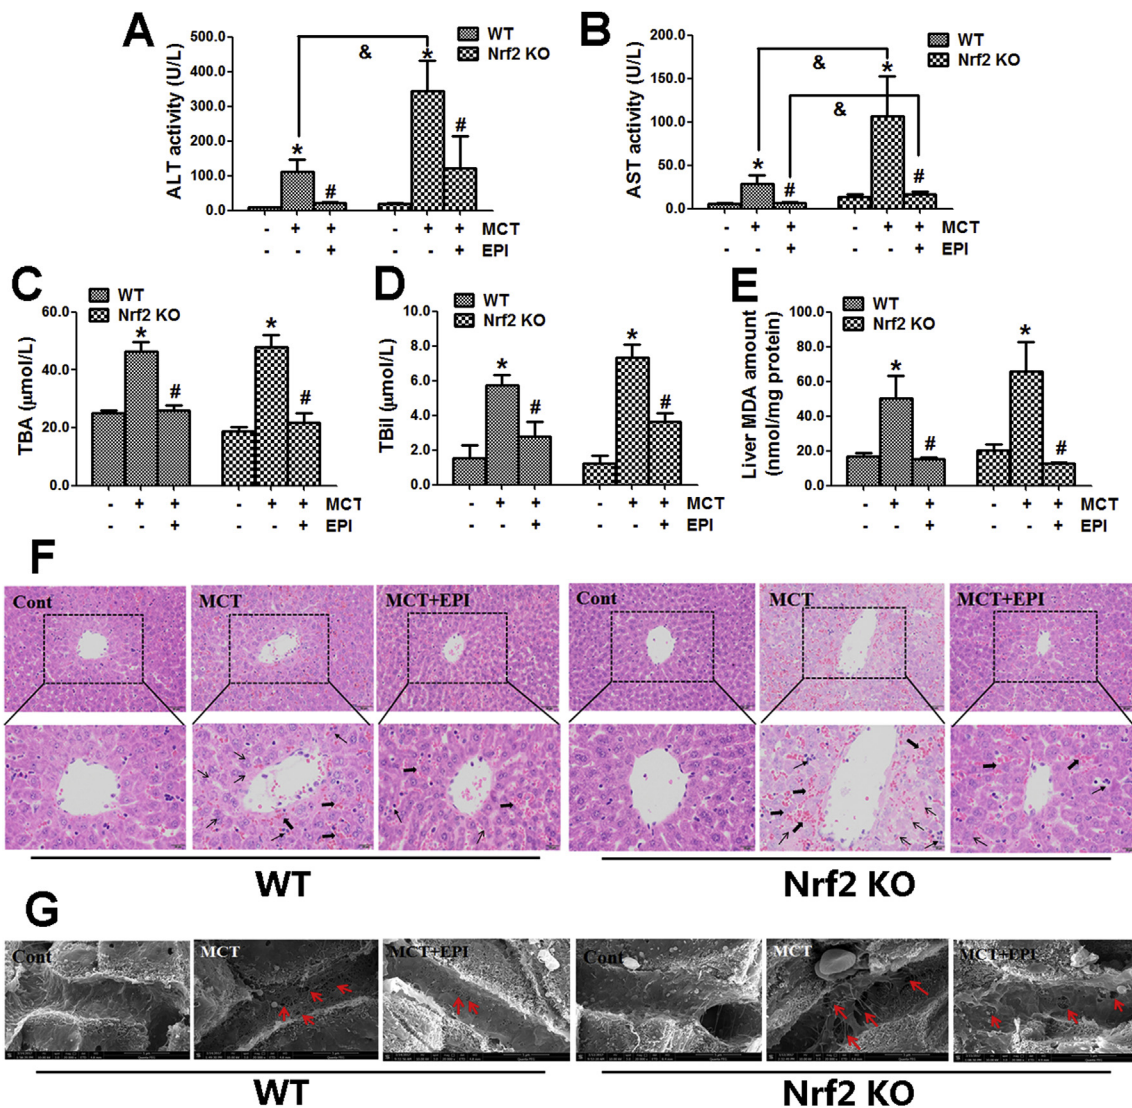 A
ALT activity (U/L)
500.0
400.0
300.0
200.0
100.0
0.0
WT
Nrf2 KO
&
*
#
*
#
- + + - + + MCT
- - + - - + EPI
B
AST activity (U/L)
200.0
150.0
100.0
50.0
0.0
WT
Nrf2 KO
&
&
*
#
*
#
- + + - + + MCT
- - + - - + EPI
C
TBA (μmol/L)
60.0
40.0
20.0
0.0
WT
Nrf2 KO
*
#
*
#
- + + - + + MCT
- - + - - + EPI
D
TBil (μmol/L)
10.0
8.0
6.0
4.0
2.0
0.0
WT
Nrf2 KO
*
#
*
#
- + + - + + MCT
- - + - - + EPI
E
Liver MDA amount
(nmol/mg protein)
100.0
80.0
60.0
40.0
20.0
0.0
WT
Nrf2 KO
*
#
*
#
- + + - + + MCT
- - + - - + EPI
F
Cont MCT MCT+EPI Cont MCT MCT+EPI
WT Nrf2 KO
G
Cont MCT MCT+EPI Cont MCT MCT+EPI
WT Nrf2 KO